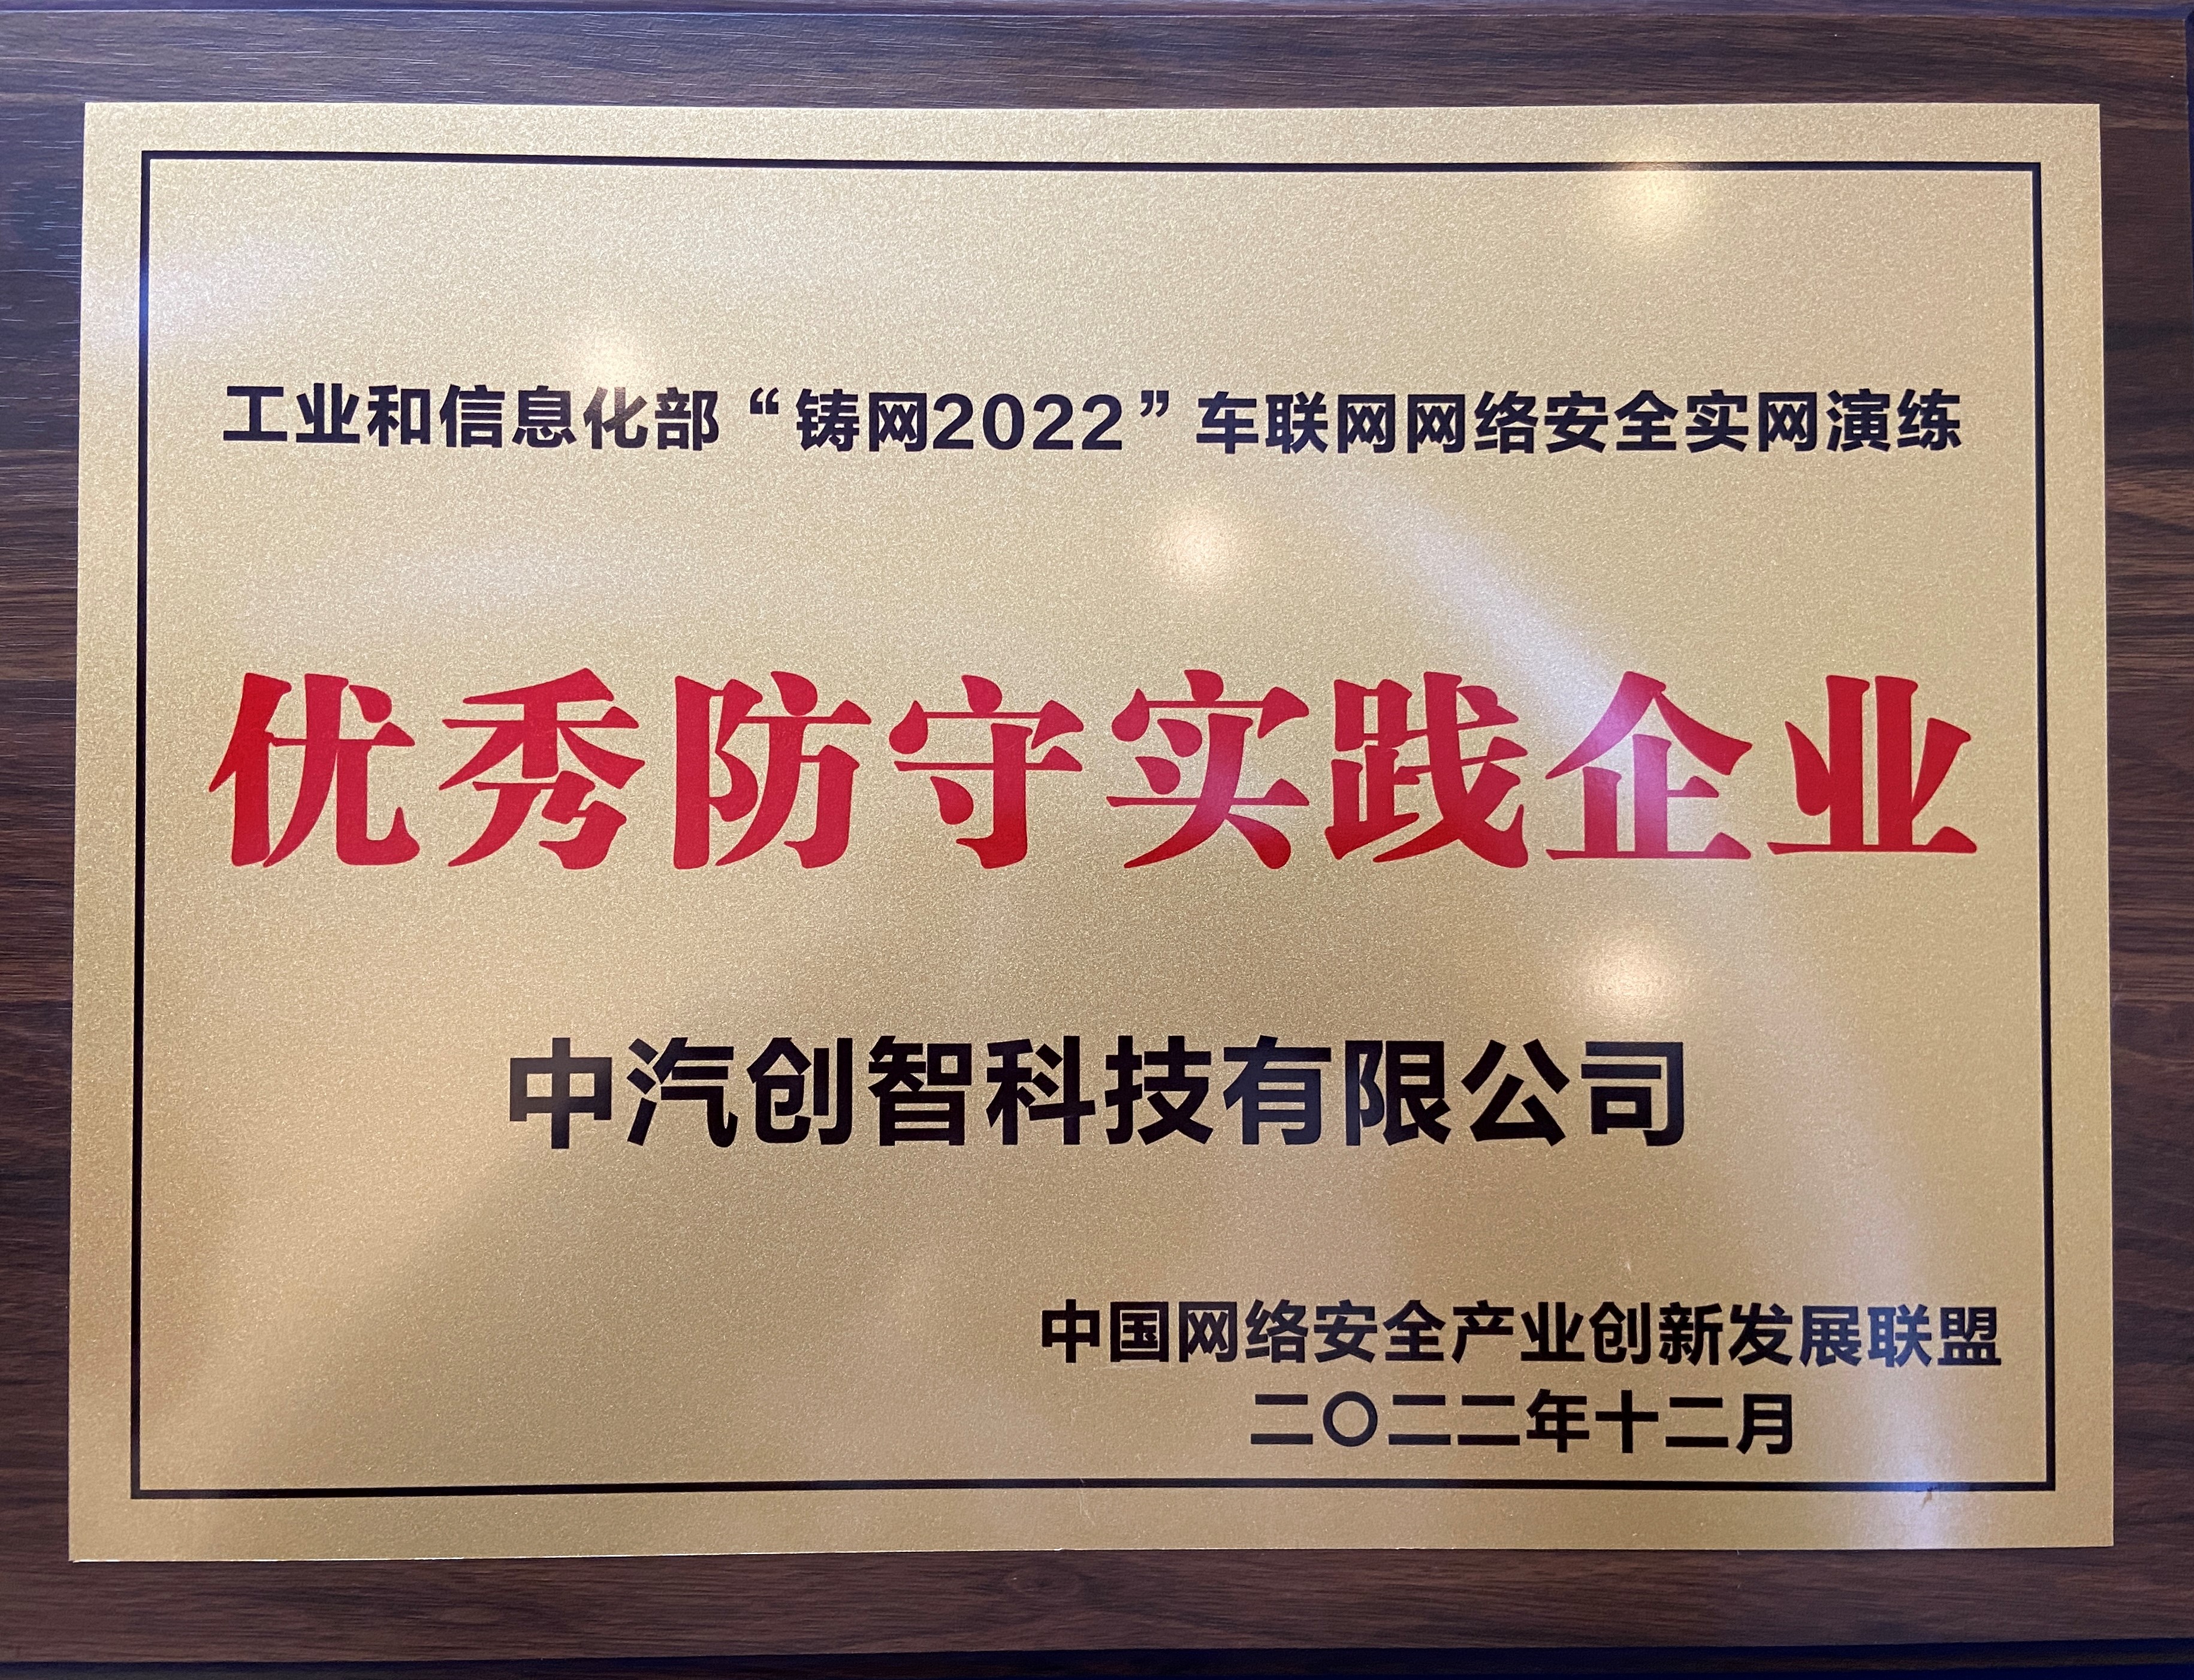 工业和信息化部“铸网2022”车联网网络安全实网演练
优秀防守实践企业
中汽创智科技有限公司
中国网络安全产业创新发展联盟
二〇二二年十二月